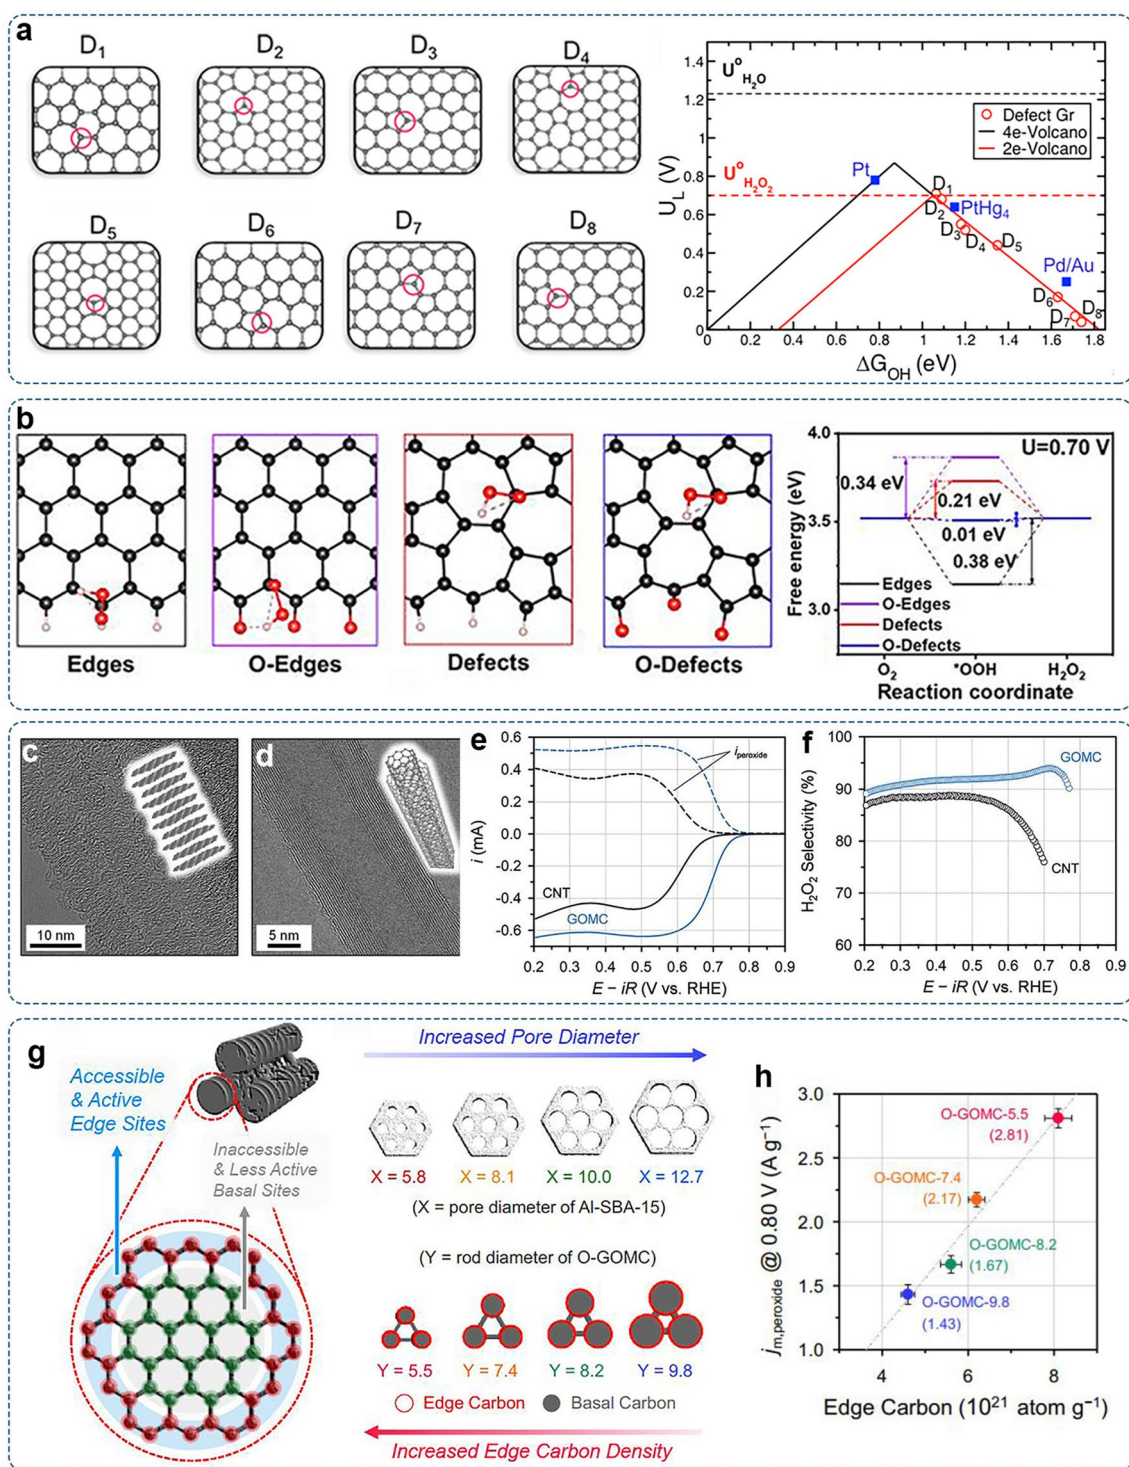 a
D₁ D₂ D₃ D₄
D₅ D₆ D₇ D₈
U°H₂O
U°H₂O₂
Defect Gr
4e-Volcano
2e-Volcano
Pt
PtHg₄
Pd/Au
D₁
D₂
D₃
D₄
D₅
D₆
D₇
D₈
1.4
1.2
1
0.8
0.6
0.4
0.2
0
U_L (V)
0 0.2 0.4 0.6 0.8 1 1.2 1.4 1.6 1.8
ΔG_OH (eV)
b
Edges
O-Edges
Defects
O-Defects
U=0.70 V
4.0
3.5
3.0
Free energy (eV)
0.34 eV
0.21 eV
0.01 eV
0.38 eV
Edges
O-Edges
Defects
O-Defects
O₂ *OOH H₂O₂
Reaction coordinate
c
10 nm
d
5 nm
e
i_peroxide
CNT
GOMC
0.6
0.4
0.2
0.0
-0.2
-0.4
-0.6
i (mA)
0.2 0.3 0.4 0.5 0.6 0.7 0.8 0.9
E − iR (V vs. RHE)
f
GOMC
CNT
100
90
80
70
60
H₂O₂ Selectivity (%)
0.2 0.3 0.4 0.5 0.6 0.7 0.8 0.9
E − iR (V vs. RHE)
g
Accessible
& Active
Edge Sites
Inaccessible
& Less Active
Basal Sites
Increased Pore Diameter
X = 5.8 X = 8.1 X = 10.0 X = 12.7
(X = pore diameter of Al-SBA-15)
(Y = rod diameter of O-GOMC)
Y = 5.5 Y = 7.4 Y = 8.2 Y = 9.8
Edge Carbon Basal Carbon
Increased Edge Carbon Density
h
3.0
2.5
2.0
1.5
1.0
j_m,peroxide @ 0.80 V (A g⁻¹)
O-GOMC-5.5
(2.81)
O-GOMC-7.4
(2.17)
O-GOMC-8.2
(1.67)
O-GOMC-9.8
(1.43)
4 6 8
Edge Carbon (10²¹ atom g⁻¹)